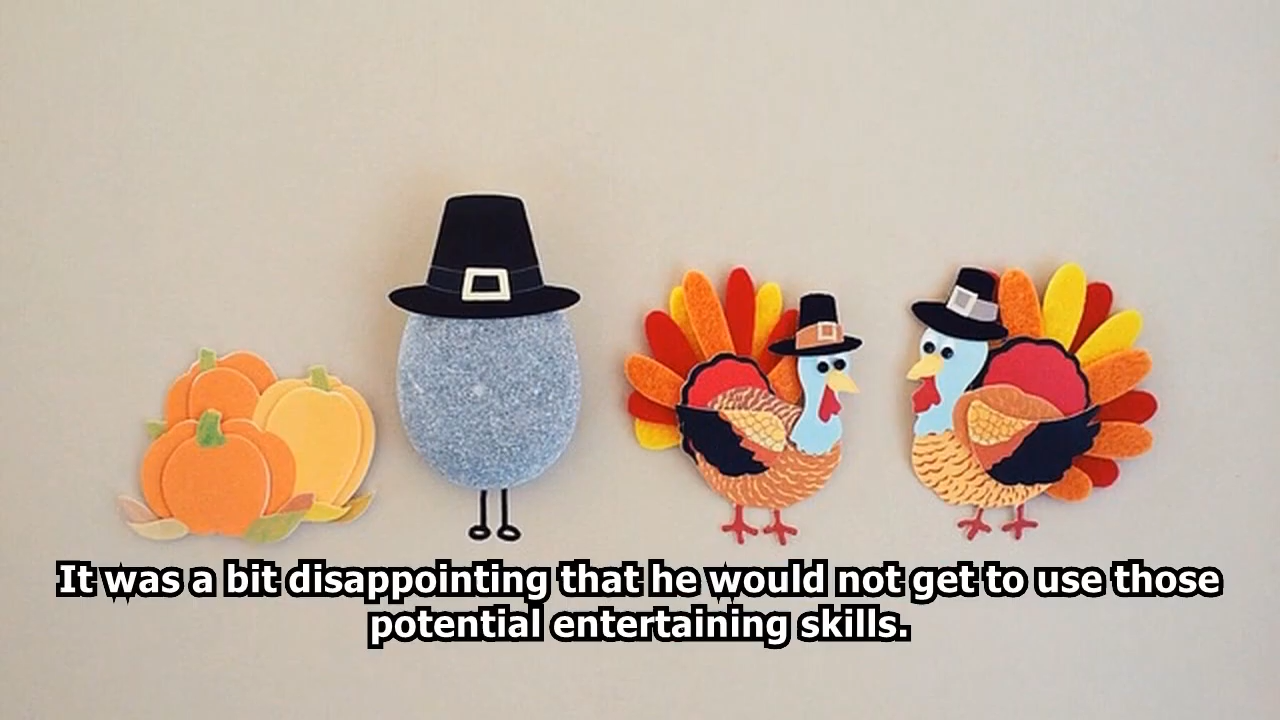 It was a bit disappointing that he would not get to use those
potential entertaining skills.